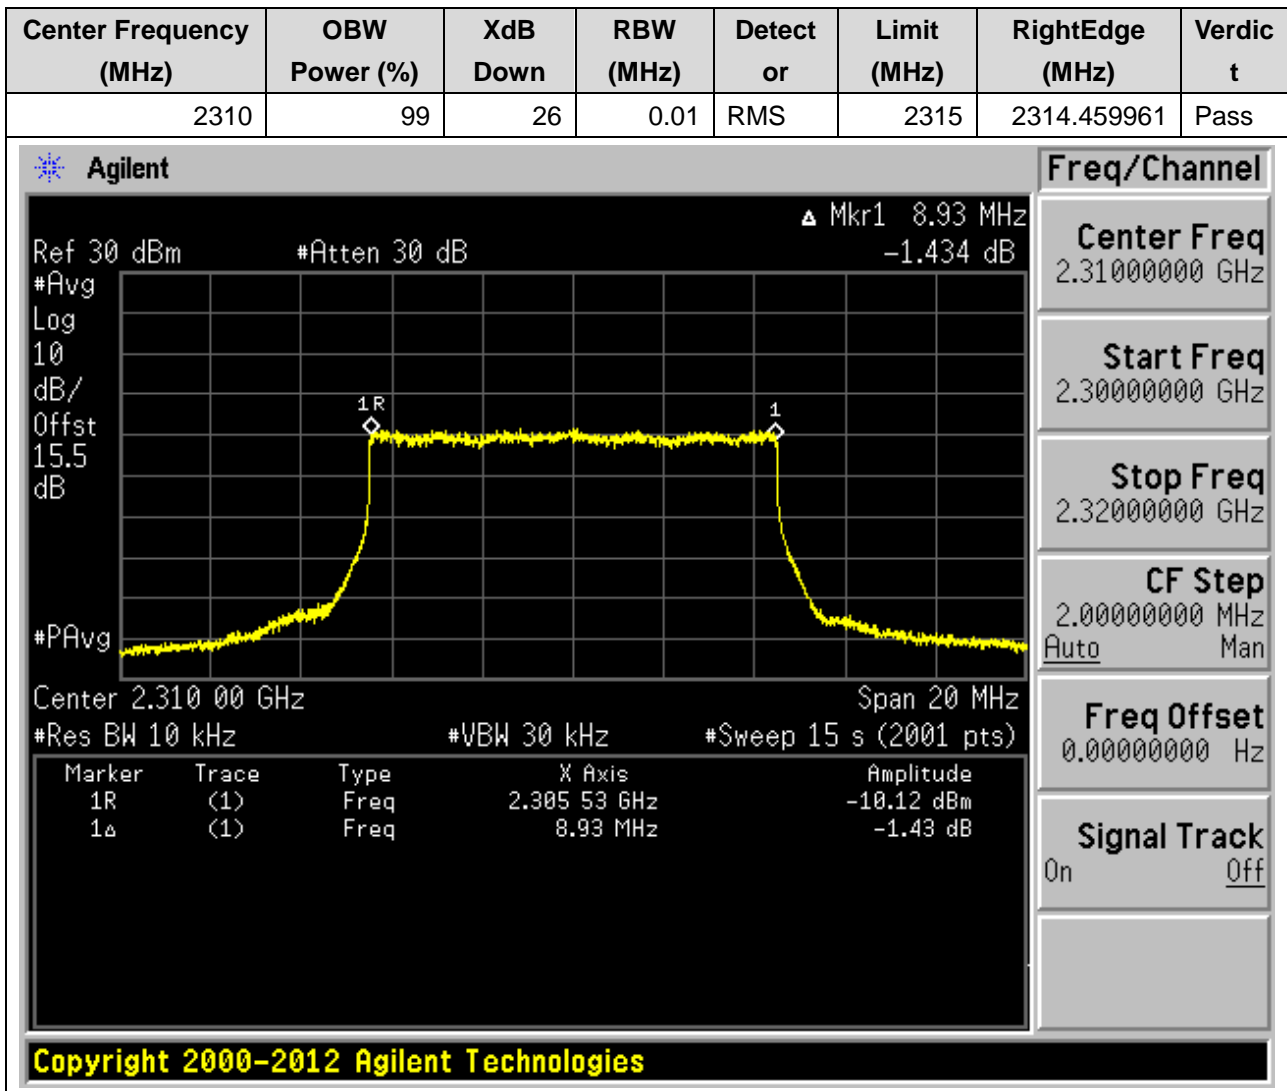 Center Frequency (MHz) OBW Power (%) XdB Down RBW (MHz) Detect or Limit (MHz) RightEdge (MHz) Verdic t
2310 99 26 0.01 RMS 2315 2314.459961 Pass
Agilent
Freq/Channel
Δ Mkr1 8.93 MHz
Ref 30 dBm #Atten 30 dB -1.434 dB
#Avg
Log
10
dB/
Offst
15.5
dB
#PAvg
1R
1
Center 2.310 00 GHz Span 20 MHz
#Res BW 10 kHz #VBW 30 kHz #Sweep 15 s (2001 pts)
Marker Trace Type X Axis Amplitude
1R (1) Freq 2.305 53 GHz -10.12 dBm
1Δ (1) Freq 8.93 MHz -1.43 dB
Center Freq
2.31000000 GHz
Start Freq
2.30000000 GHz
Stop Freq
2.32000000 GHz
CF Step
2.00000000 MHz
Auto Man
Freq Offset
0.00000000 Hz
Signal Track
On Off
Copyright 2000-2012 Agilent Technologies